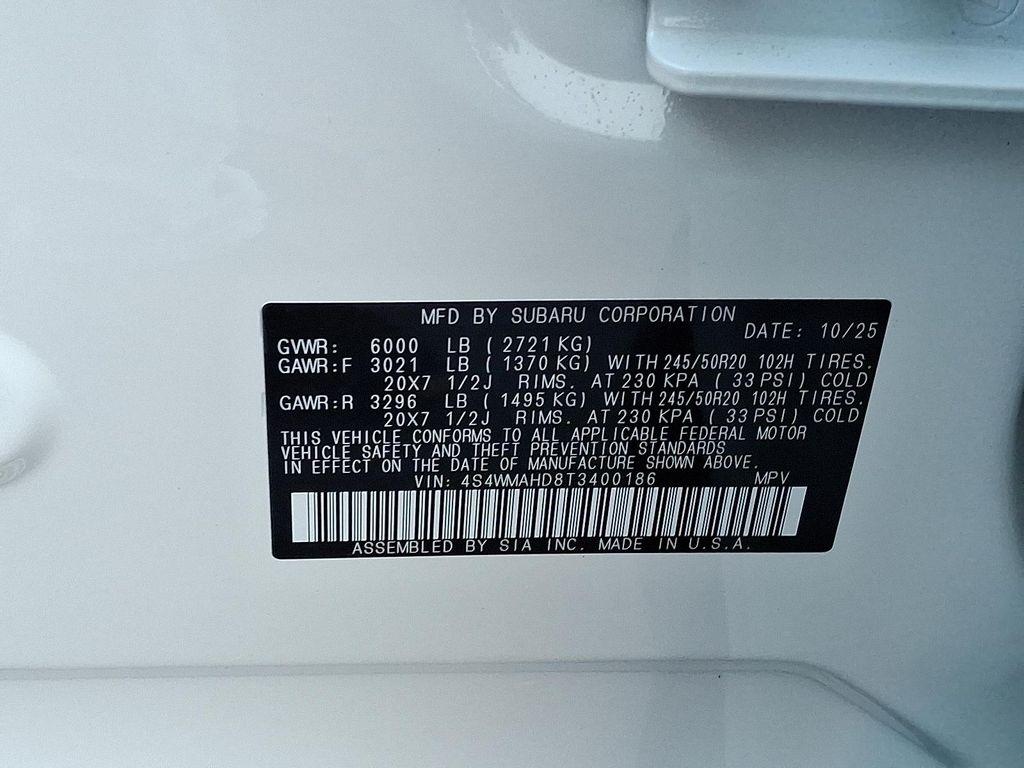 MFD BY SUBARU CORPORATION
DATE: 10/25
GVWR: 6000 LB ( 2721 KG)
GAWR:F 3021 LB ( 1370 KG) WITH 245/50R20 102H TIRES.
20X7 1/2J RIMS. AT 230 KPA ( 33 PSI) COLD
GAWR:R 3296 LB ( 1495 KG) WITH 245/50R20 102H TIRES.
20X7 1/2J RIMS. AT 230 KPA ( 33 PSI) COLD
THIS VEHICLE CONFORMS TO ALL APPLICABLE FEDERAL MOTOR
VEHICLE SAFETY AND THEFT PREVENTION STANDARDS
IN EFFECT ON THE DATE OF MANUFACTURE SHOWN ABOVE.
VIN: 4S4WMAHD8T3400186 MPV
ASSEMBLED BY SIA INC. MADE IN U.S.A.